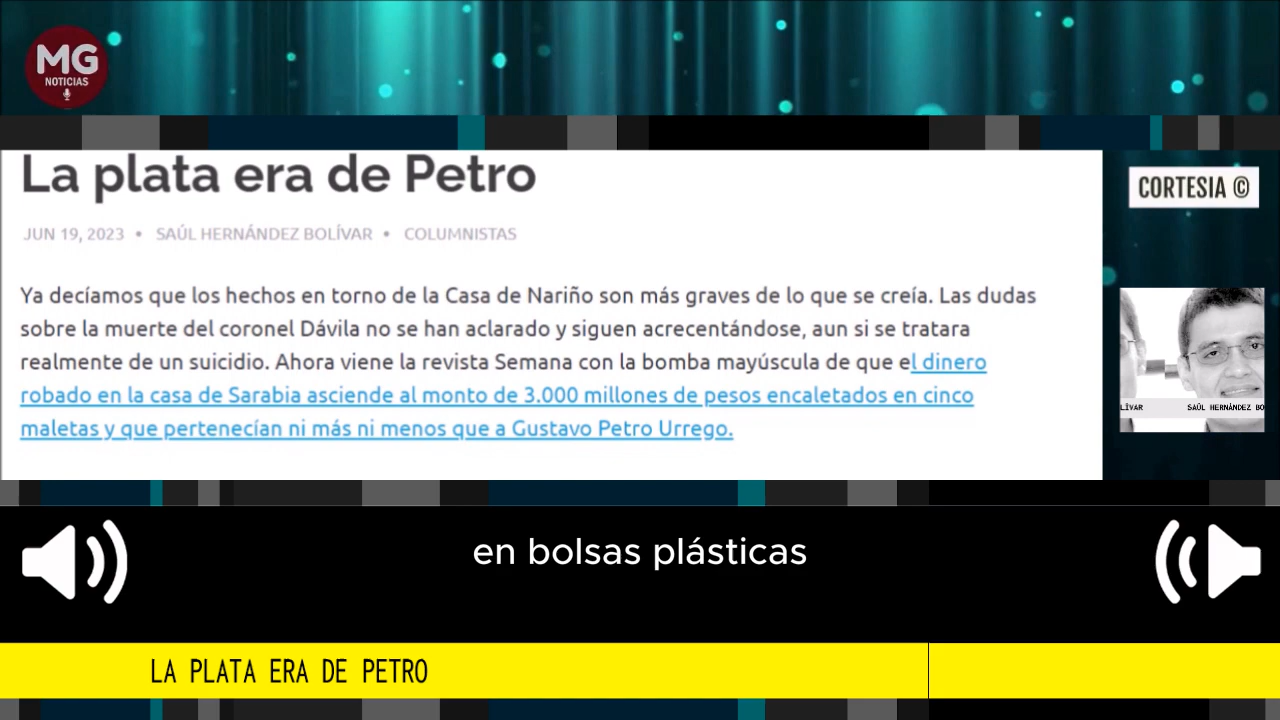 MG
NOTICIAS
La plata era de Petro
JUN 19, 2023 • SAÚL HERNÁNDEZ BOLÍVAR • COLUMNISTAS
CORTESIA ©
Ya decíamos que los hechos en torno de la Casa de Nariño son más graves de lo que se creía. Las dudas
sobre la muerte del coronel Dávila no se han aclarado y siguen acrecentándose, aun si se tratara
realmente de un suicidio. Ahora viene la revista Semana con la bomba mayúscula de que el dinero
robado en la casa de Sarabia asciende al monto de 3.000 millones de pesos encaletados en cinco
maletas y que pertenecían ni más ni menos que a Gustavo Petro Urrego.
LÍVAR SAÚL HERNÁNDEZ BO
en bolsas plásticas
LA PLATA ERA DE PETRO